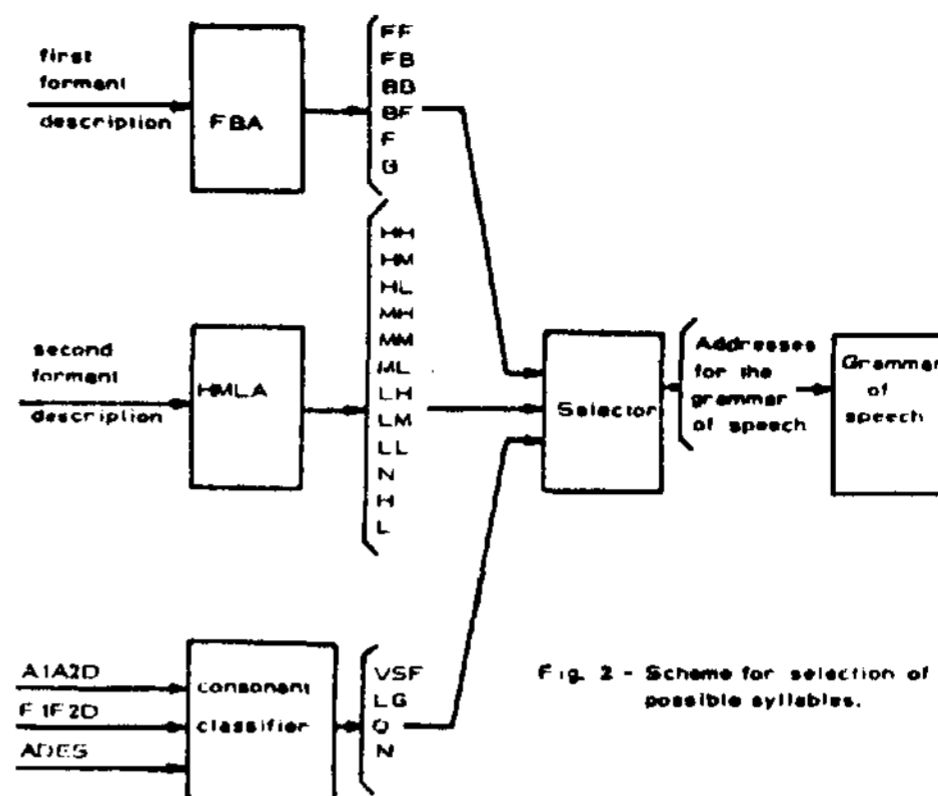 first
formant
description
FBA
FF
FB
BB
BF
F
second
formant
description
HMLA
HH
HM
HL
MH
MM
ML
LH
LM
LL
N
H
L
A1A2D
F1F2D
ADES
consonant
classifier
VSF
LG
N
Selector
Addresses
for the
grammar
of speech
Grammar
of
speech
Fig. 2 - Scheme for selection of
possible syllables.